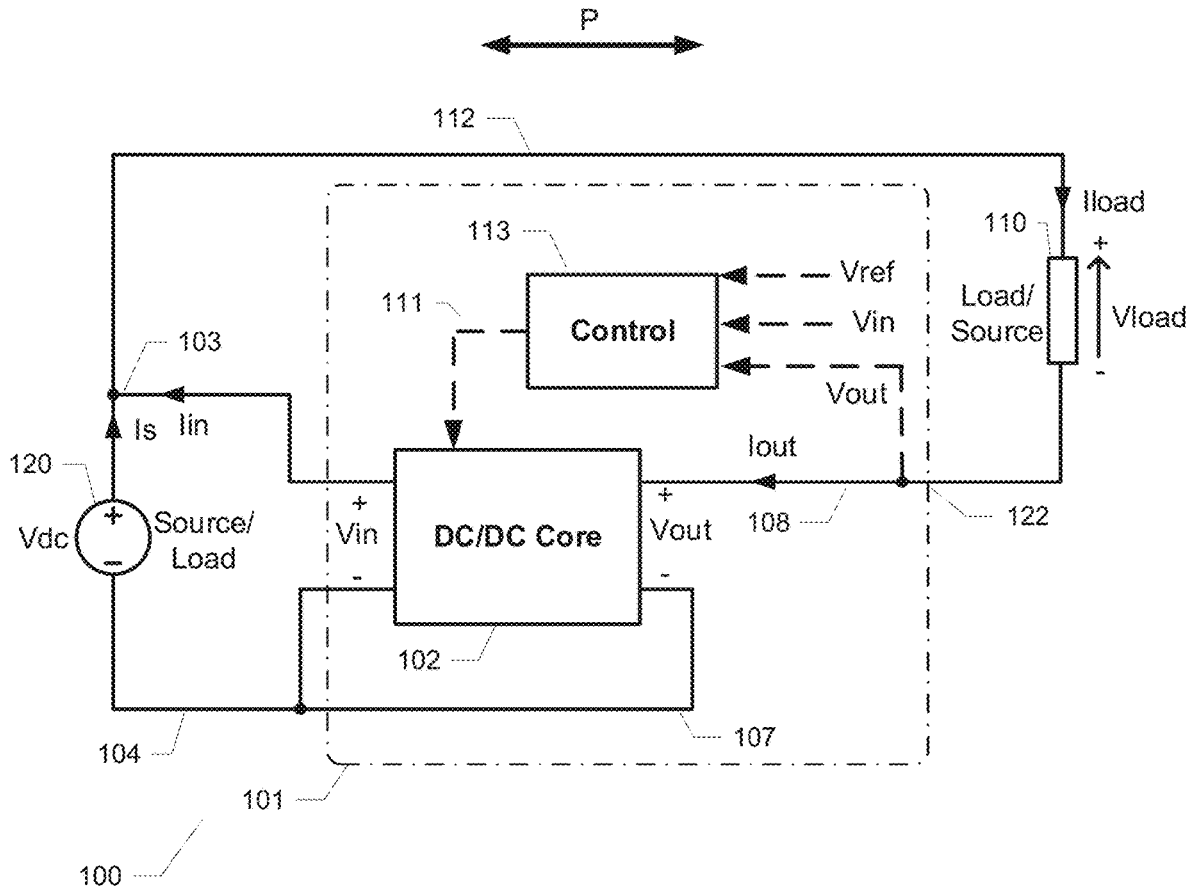 P
112
Iload
110
+
113
Vref
103
111
Control
Vin
Load/
Source
Vload
-
Vout
Is
Iin
Iout
120
+
+
+
Vdc
Source/
Load
Vin
DC/DC Core
Vout
108
122
-
-
-
102
104
107
101
100